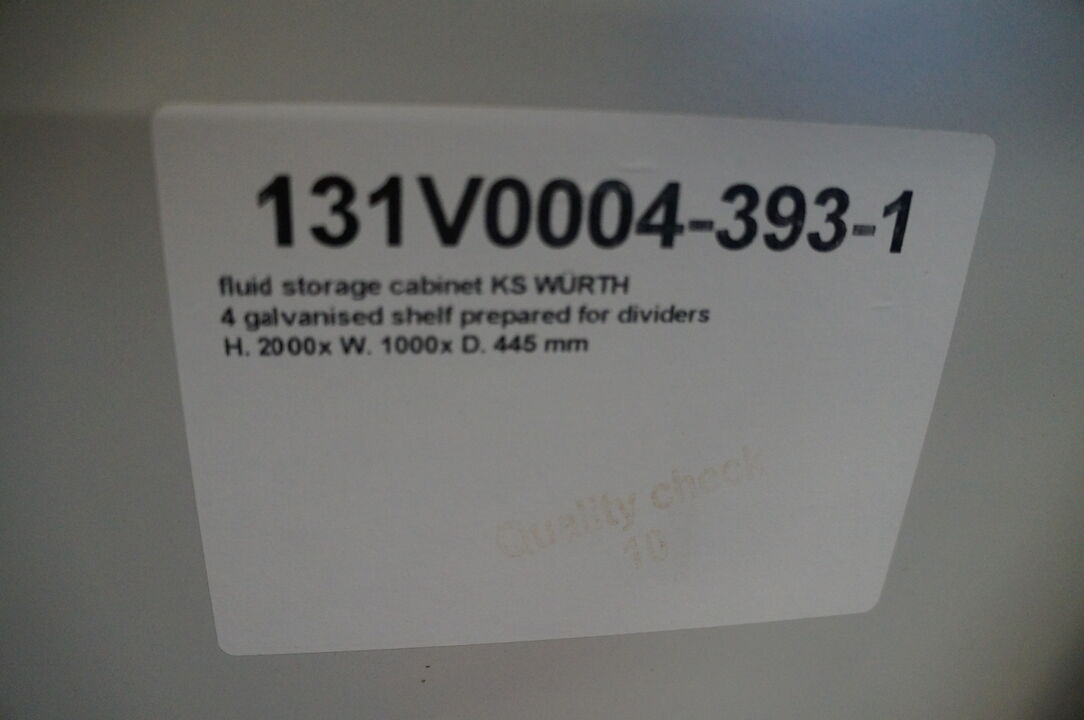 131V0004-393-1
fluid storage cabinet KS WÜRTH
4 galvanised shelf prepared for dividers
H. 2000x W. 1000x D. 445 mm
Quality check
10